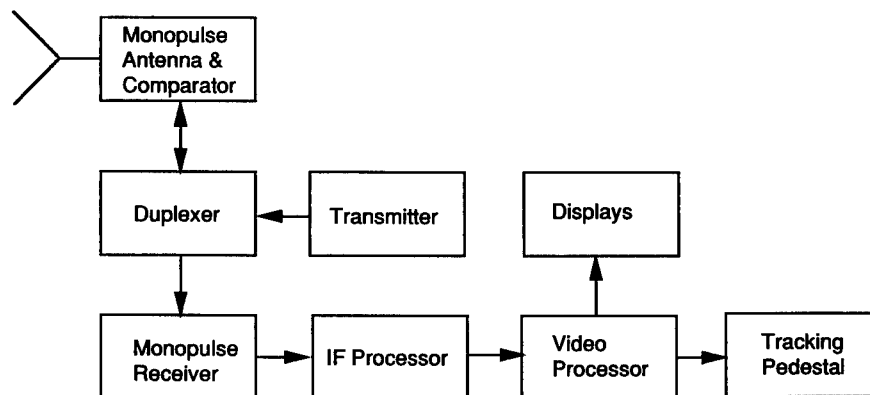 Monopulse
Antenna &
Comparator
Duplexer
Transmitter
Displays
Monopulse
Receiver
IF Processor
Video
Processor
Tracking
Pedestal